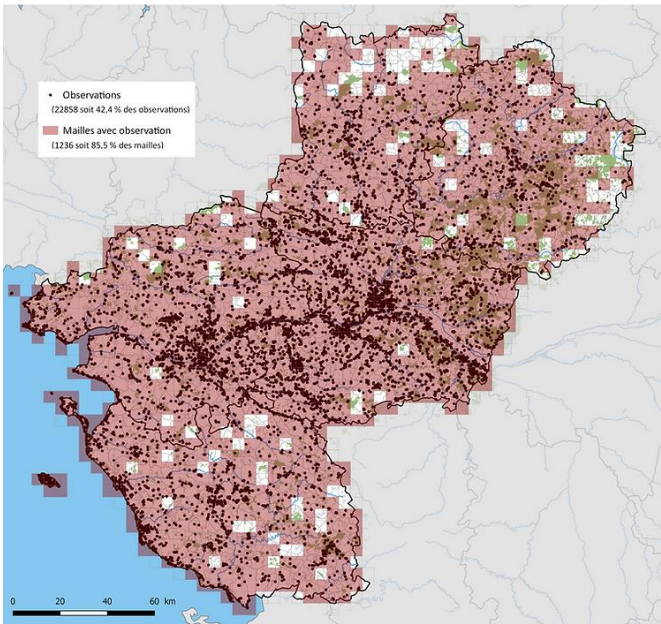 Observations
(22858 soit 42,4 % des observations)
Mailles avec observation
(1236 soit 85,5 % des mailles)
0 20 40 60 km